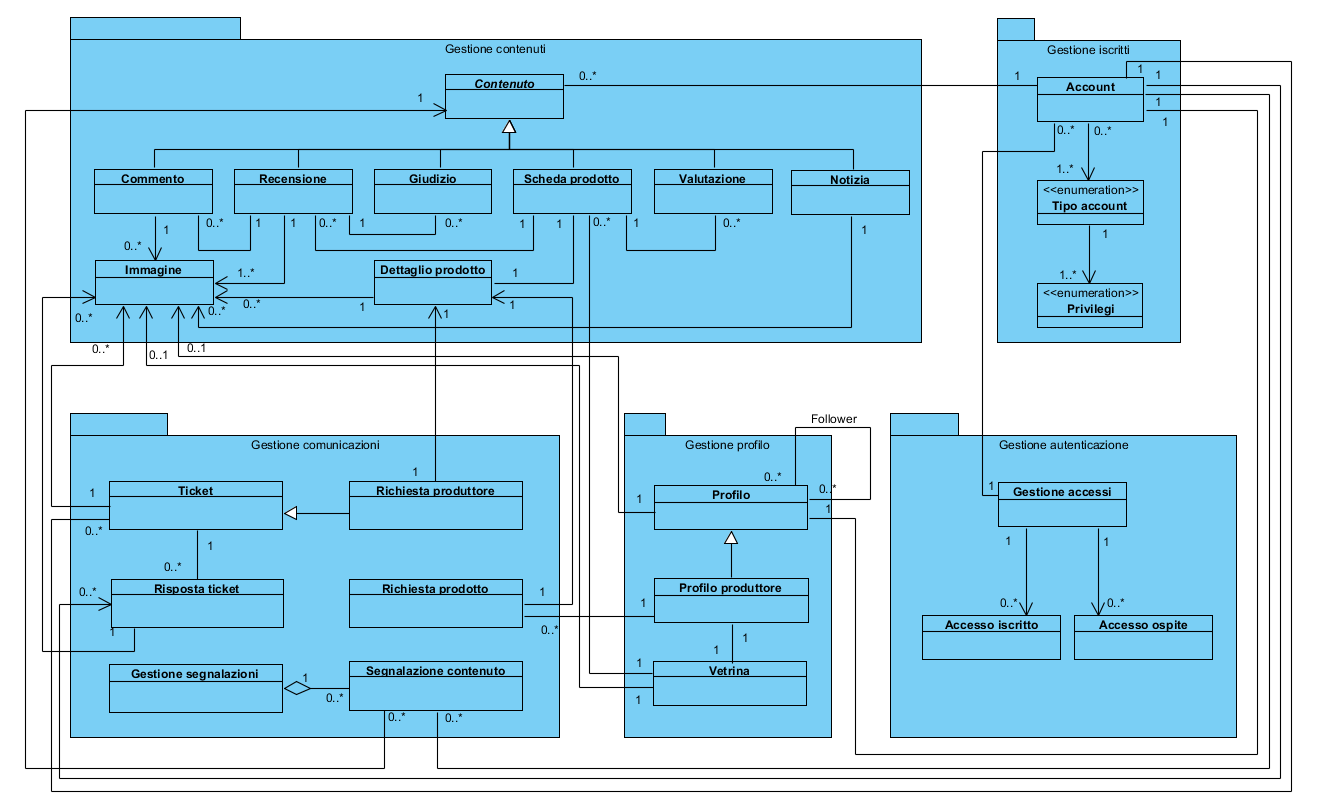 Gestione contenuti
Gestione iscritti
Contenuto
0..*
1
1
1
1
1
1
Account
0..*
0..*
1..*
<<enumeration>>
Tipo account
1
1..*
<<enumeration>>
Privilegi
Commento
Recensione
Giudizio
Scheda prodotto
Valutazione
Notizia
1
0..*
1
1
0..*
1
0..*
1
1
0..*
1
0..*
1
0..*
Immagine
1..*
0..*
0..*
Dettaglio prodotto
1
1
1
1
0..*
0..*
0..1
0..1
Gestione comunicazioni
Gestione profilo
Follower
Gestione autenticazione
1
1
Ticket
0..*
Richiesta produttore
1
0..*
Risposta ticket
0..*
1
Richiesta prodotto
1
0..*
Gestione segnalazioni
1
0..*
Segnalazione contenuto
0..*
0..*
0..*
0..*
1
1
Profilo
Profilo produttore
1
1
1
Vetrina
1
1
1
Gestione accessi
1
1
0..*
0..*
Accesso iscritto
Accesso ospite